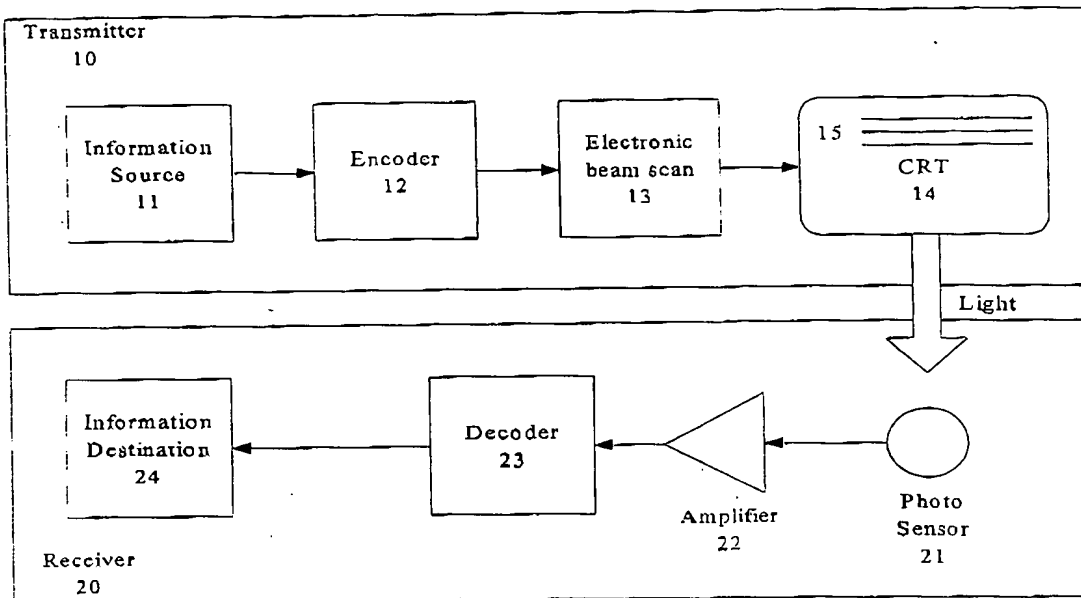 Transmitter
10
Information
Source
11
Encoder
12
Electronic
beam scan
13
15
CRT
14
Light
Information
Destination
24
Decoder
23
Amplifier
22
Photo
Sensor
21
Receiver
20